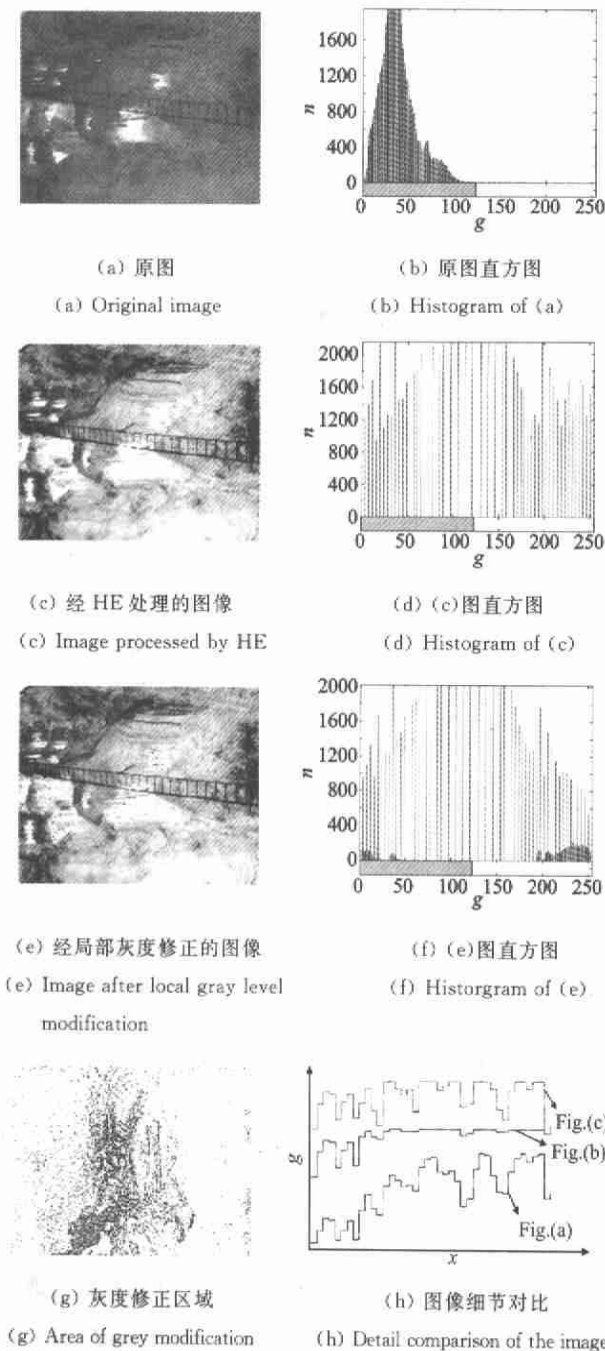 1600
1200
n
800
400
0
0 50 100 150 200 250
g
(a) 原图
(b) 原图直方图
(a) Original image
(b) Histogram of (a)
2000
1600
n
1200
800
400
0
0 50 100 150 200 250
g
(c) 经 HE 处理的图像
(d) (c)图直方图
(c) Image processed by HE
(d) Histogram of (c)
2000
1600
n
1200
800
400
0
0 50 100 150 200 250
g
(e) 经局部灰度修正的图像
(f) (e)图直方图
(e) Image after local gray level
modification
(f) Historgram of (e)
g
Fig.(c)
Fig.(b)
Fig.(a)
x
(g) 灰度修正区域
(h) 图像细节对比
(g) Area of grey modification
(h) Detail comparison of the image